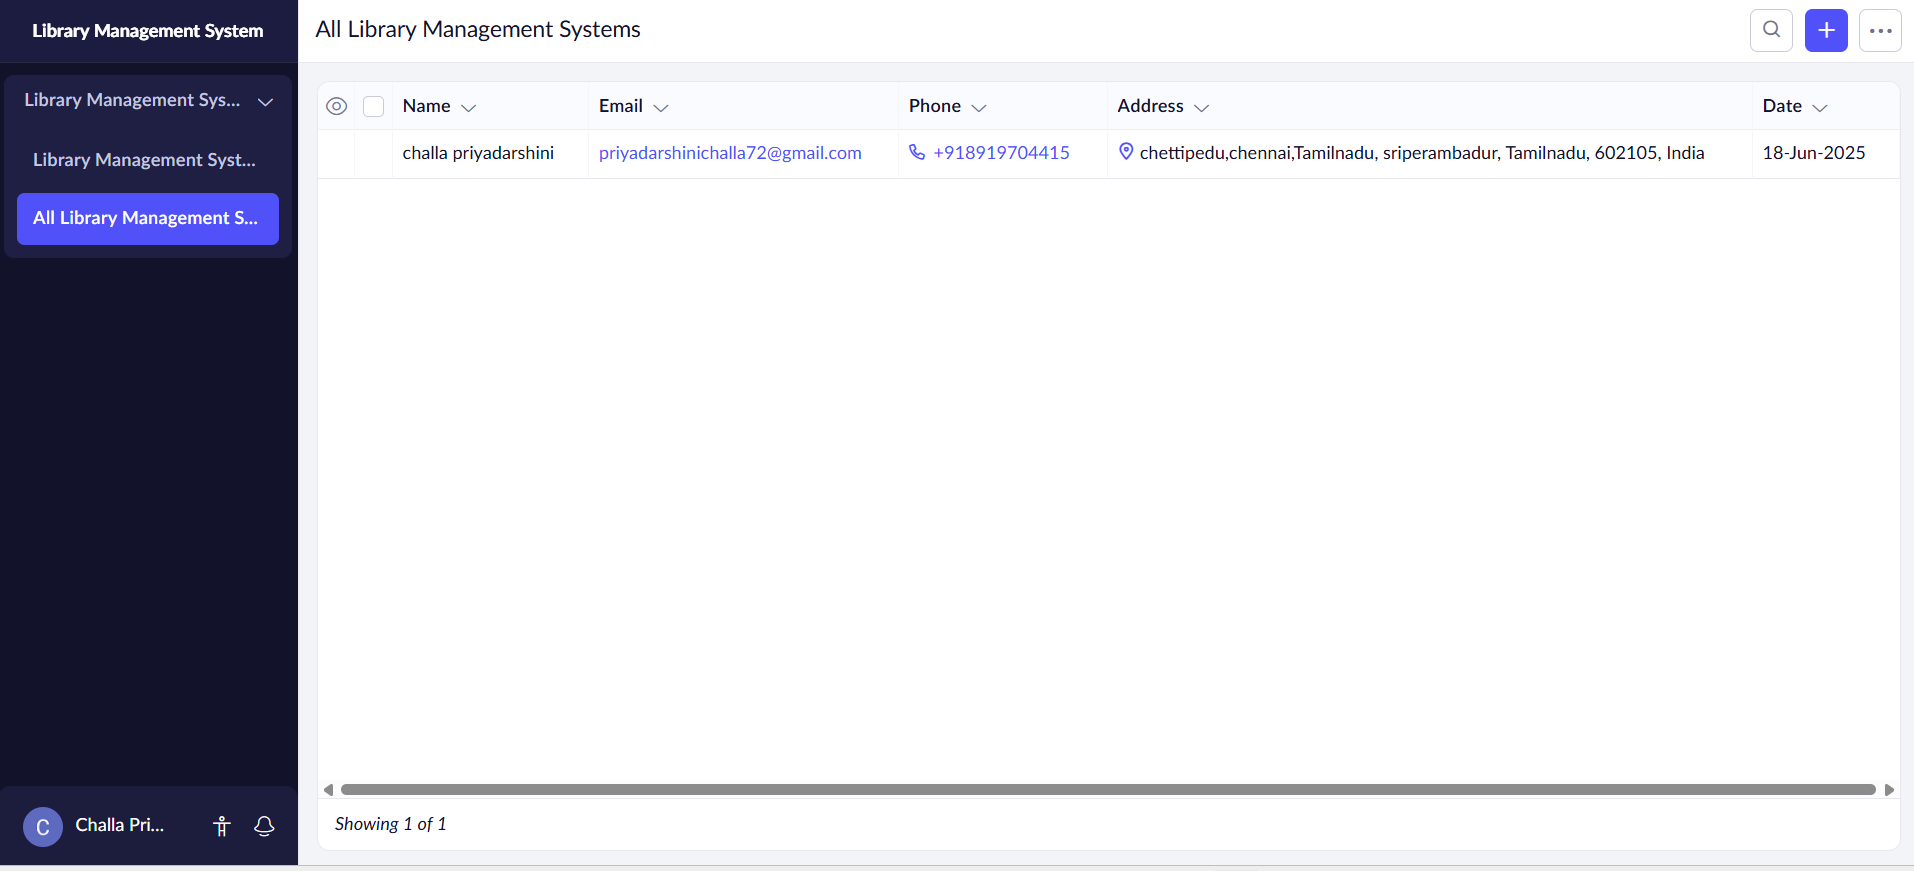 Library Management System
Library Management Sys...
Library Management Syst...
All Library Management S...
C
Challa Pri...
All Library Management Systems
Name Email Phone Address Date
challa priyadarshini priyadarshinichalla72@gmail.com +918919704415 chettipedu,chennai,Tamilnadu, sriperambadur, Tamilnadu, 602105, India 18-Jun-2025
Showing 1 of 1